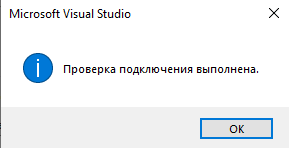 Microsoft Visual Studio
Проверка подключения выполнена.
OK